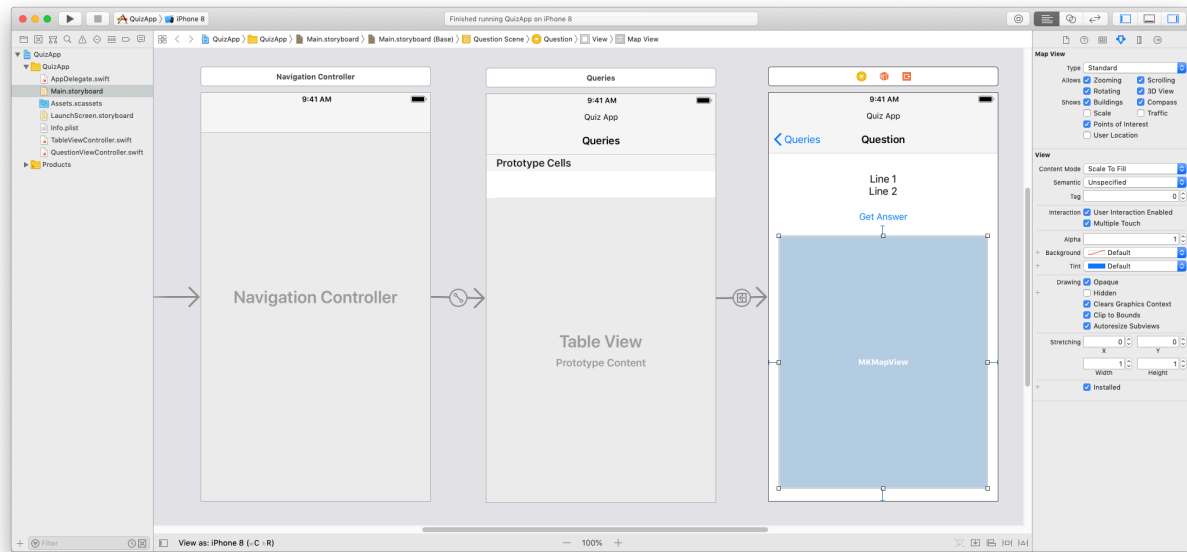 QuizApp
iPhone 8
Finished running QuizApp on iPhone 8
QuizApp
QuizApp
Main.storyboard
Main.storyboard (Base)
Question Scene
Question
View
Map View
QuizApp
QuizApp
AppDelegate.swift
Main.storyboard
Assets.xcassets
LaunchScreen.storyboard
Info.plist
TableViewController.swift
QuestionViewController.swift
Products
Filter
Navigation Controller
9:41 AM
Navigation Controller
Queries
9:41 AM
Quiz App
Queries
Prototype Cells
Table View
Prototype Content
9:41 AM
Quiz App
Queries
Question
Line 1
Line 2
Get Answer
MKMapView
View as: iPhone 8 (wC hR)
100%
Map View
Type Standard
Allows Zooming Scrolling
Rotating 3D View
Shows Buildings Compass
Scale Traffic
Points of Interest
User Location
View
Content Mode Scale To Fill
Semantic Unspecified
Tag 0
Interaction User Interaction Enabled
Multiple Touch
Alpha 1
Background Default
Tint Default
Drawing Opaque
Hidden
Clears Graphics Context
Clip to Bounds
Autoresize Subviews
Stretching 0 0
X Y
1 1
Width Height
Installed